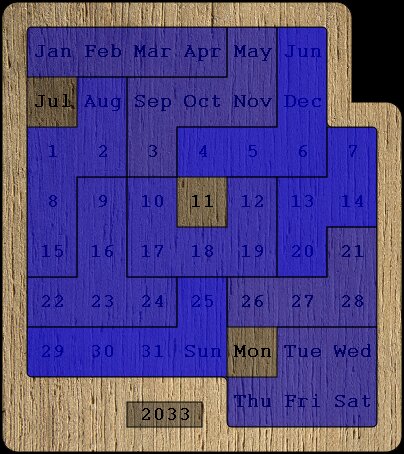 Jan Feb Mar Apr May Jun
Jul Aug Sep Oct Nov Dec
1 2 3 4 5 6 7
8 9 10 11 12 13 14
15 16 17 18 19 20 21
22 23 24 25 26 27 28
29 30 31 Sun Mon Tue Wed
Thu Fri Sat
2033